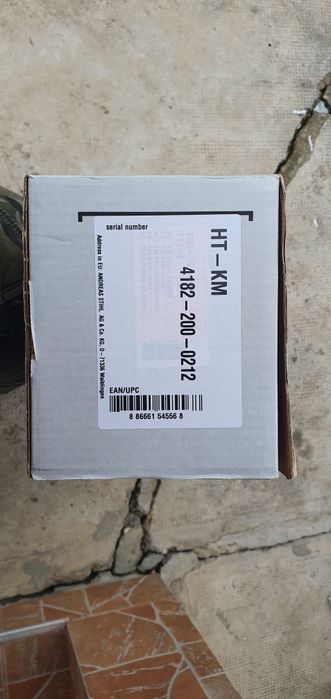 HT – KM
4182 – 200 – 0212
serial number
Address in EU: ANDREAS STIHL AG & Co. KG, D – 71336 Waiblingen
EAN/UPC
8 86661 54556 8